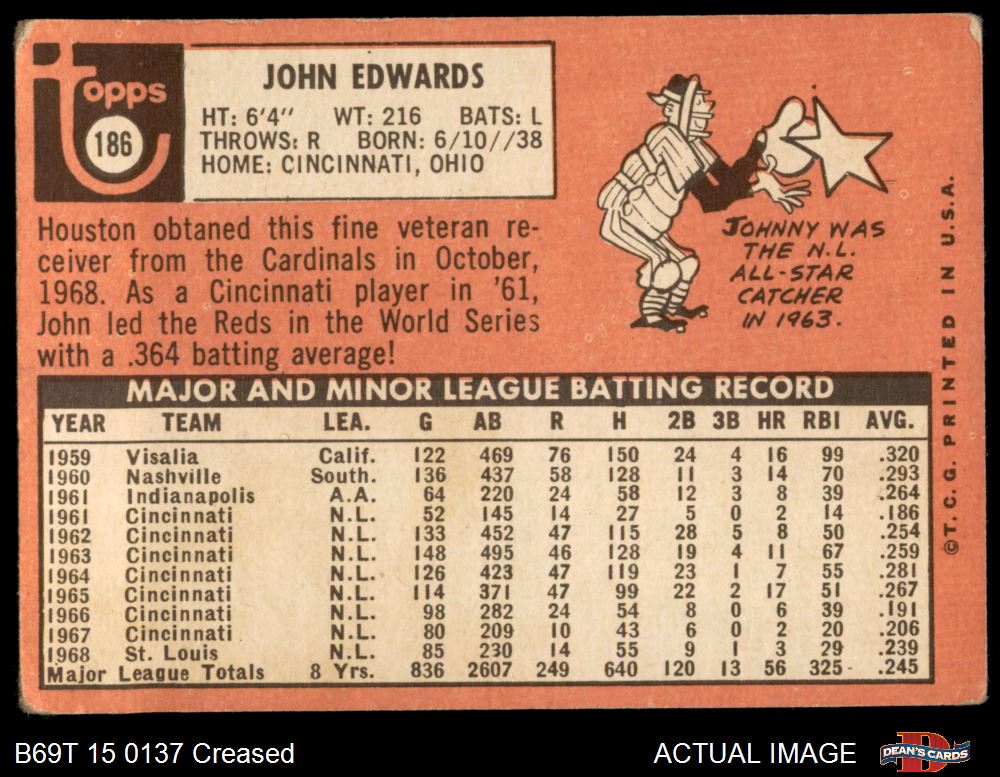 Topps
186
JOHN EDWARDS
HT: 6'4" WT: 216 BATS: L
THROWS: R BORN: 6/10//38
HOME: CINCINNATI, OHIO
Houston obtaned this fine veteran re-
ceiver from the Cardinals in October,
1968. As a Cincinnati player in '61,
John led the Reds in the World Series
with a .364 batting average!
JOHNNY WAS
THE N.L.
ALL-STAR
CATCHER
IN 1963.
©T.C.G. PRINTED IN U.S.A.
MAJOR AND MINOR LEAGUE BATTING RECORD
YEAR TEAM LEA. G AB R H 2B 3B HR RBI AVG.
1959 Visalia Calif. 122 469 76 150 24 4 16 99 .320
1960 Nashville South. 136 437 58 128 11 3 14 70 .293
1961 Indianapolis A.A. 64 220 24 58 12 3 8 39 .264
1961 Cincinnati N.L. 52 145 14 27 5 0 2 14 .186
1962 Cincinnati N.L. 133 452 47 115 28 5 8 50 .254
1963 Cincinnati N.L. 148 495 46 128 19 4 11 67 .259
1964 Cincinnati N.L. 126 423 47 119 23 1 7 55 .281
1965 Cincinnati N.L. 114 371 47 99 22 2 17 51 .267
1966 Cincinnati N.L. 98 282 24 54 8 0 6 39 .191
1967 Cincinnati N.L. 80 209 10 43 6 0 2 20 .206
1968 St. Louis N.L. 85 230 14 55 9 1 3 29 .239
Major League Totals 8 Yrs. 836 2607 249 640 120 13 56 325 .245
B69T 15 0137 Creased
ACTUAL IMAGE
DEAN'S CARDS